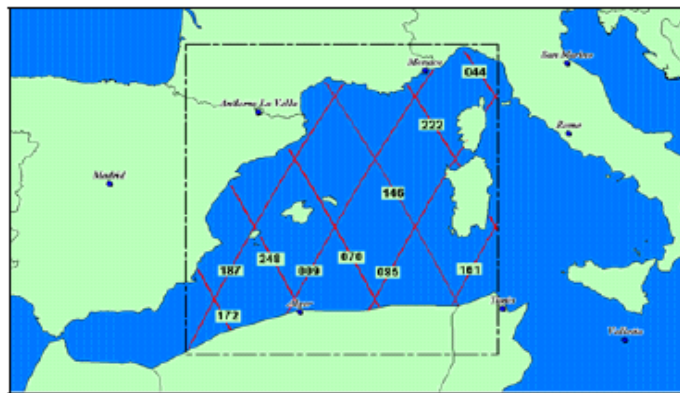 Monaco
044
San Marino
Andorra La Vella
222
Roma
Madrid
146
187
248
009
070
085
161
172
Alger
Tunis
Valletta